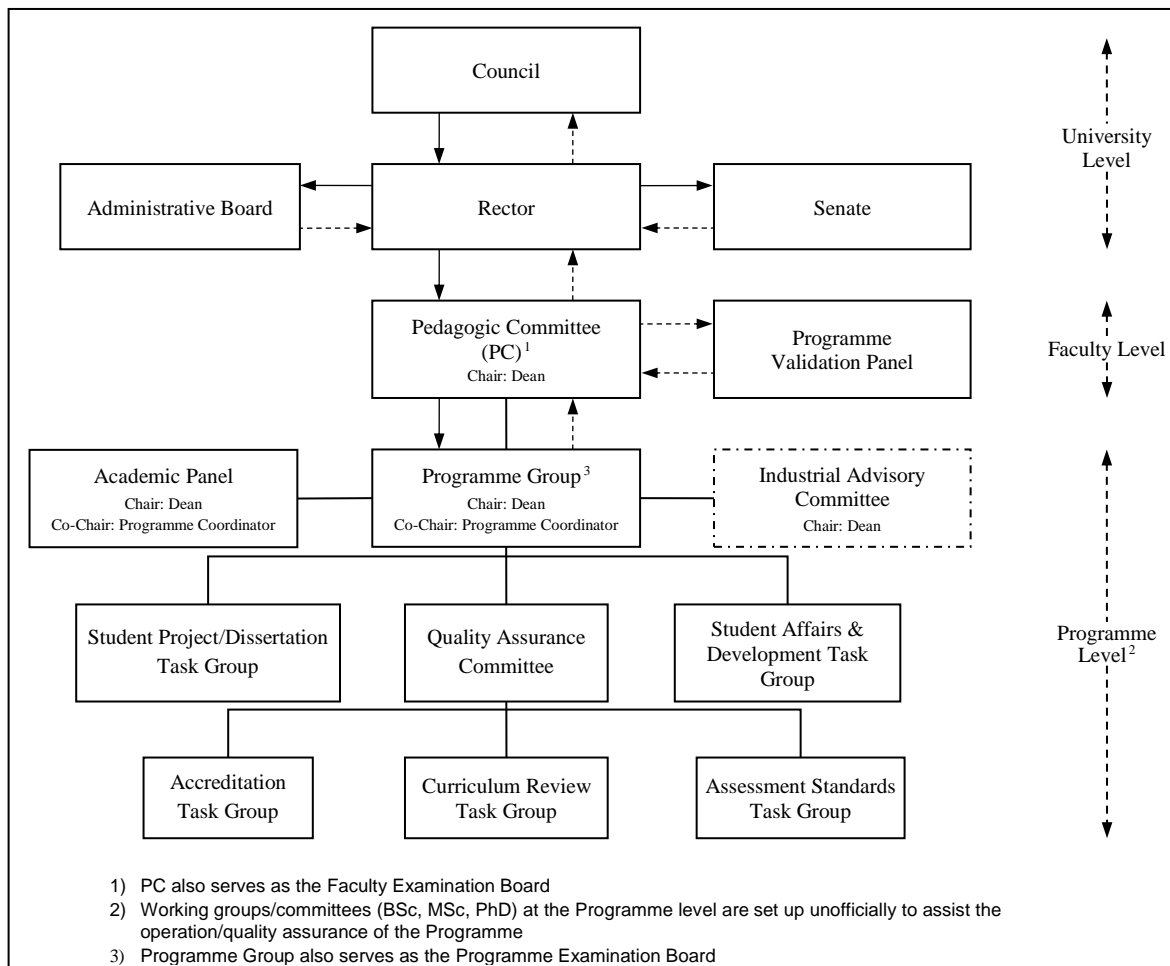 Council
University
Level
Administrative Board
Rector
Senate
Pedagogic Committee
(PC)1
Chair: Dean
Programme
Validation Panel
Faculty Level
Academic Panel
Chair: Dean
Co-Chair: Programme Coordinator
Programme Group3
Chair: Dean
Co-Chair: Programme Coordinator
Industrial Advisory
Committee
Chair: Dean
Student Project/Dissertation
Task Group
Quality Assurance
Committee
Student Affairs &
Development Task
Group
Programme
Level2
Accreditation
Task Group
Curriculum Review
Task Group
Assessment Standards
Task Group
1) PC also serves as the Faculty Examination Board
2) Working groups/committees (BSc, MSc, PhD) at the Programme level are set up unofficially to assist the
operation/quality assurance of the Programme
3) Programme Group also serves as the Programme Examination Board